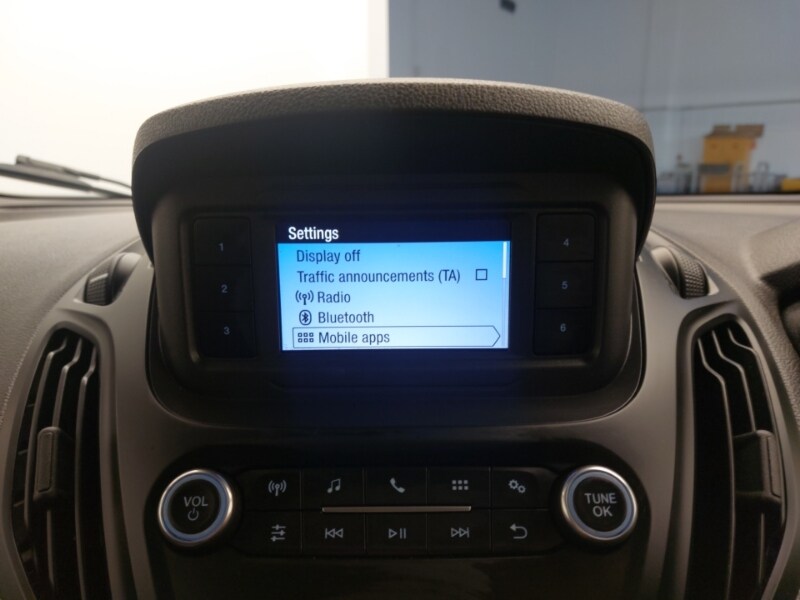 Settings
Display off
Traffic announcements (TA)
Radio
Bluetooth
Mobile apps
1
2
3
4
5
6
VOL
TUNE
OK